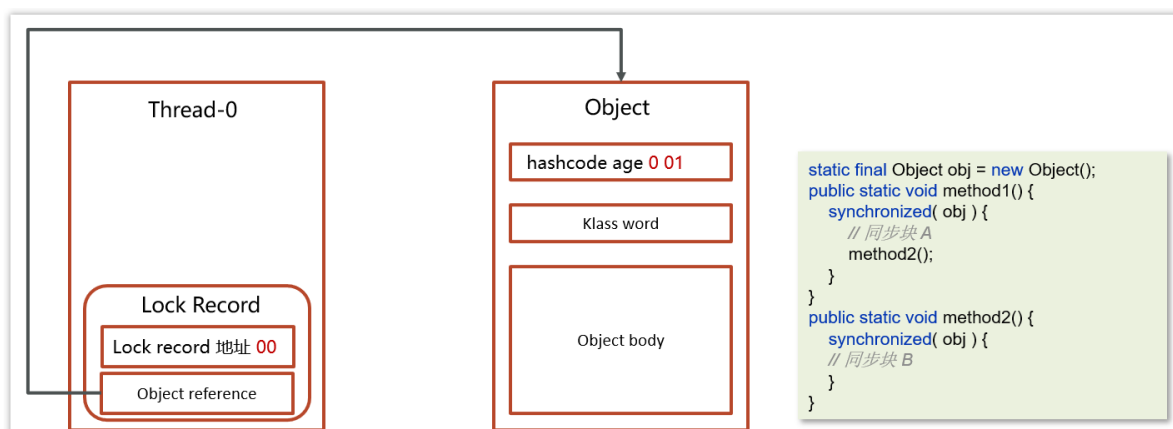 Thread-0
Lock Record
Lock record 地址 00
Object reference
Object
hashcode age 0 01
Klass word
Object body
static final Object obj = new Object();
public static void method1() {
synchronized( obj ) {
// 同步块 A
method2();
}
}
public static void method2() {
synchronized( obj ) {
// 同步块 B
}
}